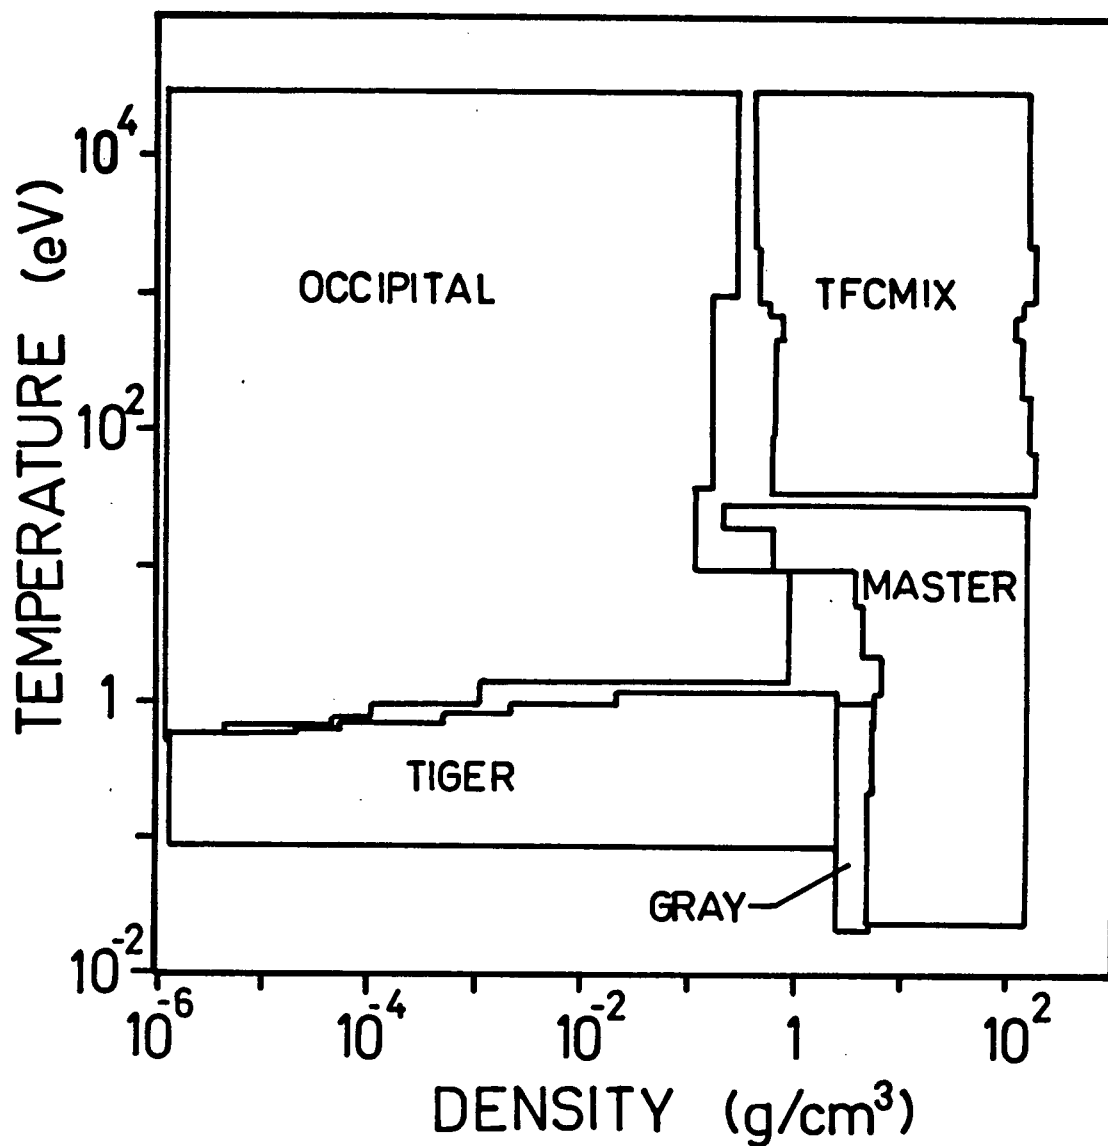 TEMPERATURE (eV)
10^4
10^2
1
10^-2
OCCIPITAL
TFCMIX
MASTER
TIGER
GRAY
10^-6
10^-4
10^-2
1
10^2
DENSITY (g/cm^3)